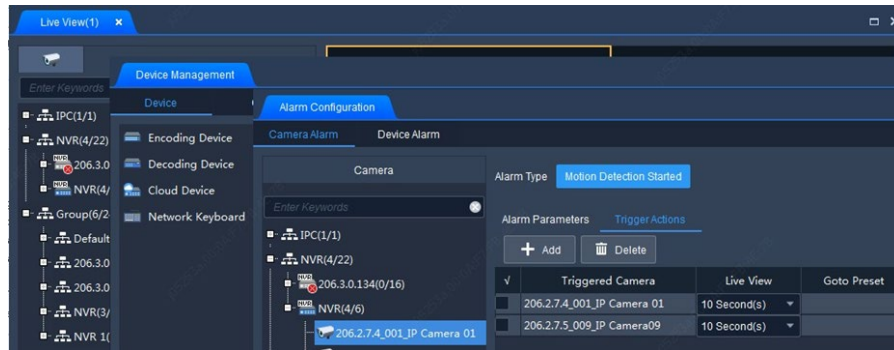 Live View(1)
Enter Keywords
IPC(1/1)
NVR(4/22)
206.3.0
NVR(4/
Group(6/2
Default
206.3.0
206.3.0
NVR(3/
NVR 1(
Device Management
Device
Encoding Device
Decoding Device
Cloud Device
Network Keyboard
Alarm Configuration
Camera Alarm Device Alarm
Camera
Enter Keywords
IPC(1/1)
NVR(4/22)
206.3.0.134(0/16)
NVR(4/6)
206.2.7.4_001_IP Camera 01
Alarm Type Motion Detection Started
Alarm Parameters Trigger Actions
Add Delete
√ Triggered Camera Live View Goto Preset
206.2.7.4_001_IP Camera 01 10 Second(s)
206.2.7.5_009_IP Camera09 10 Second(s)